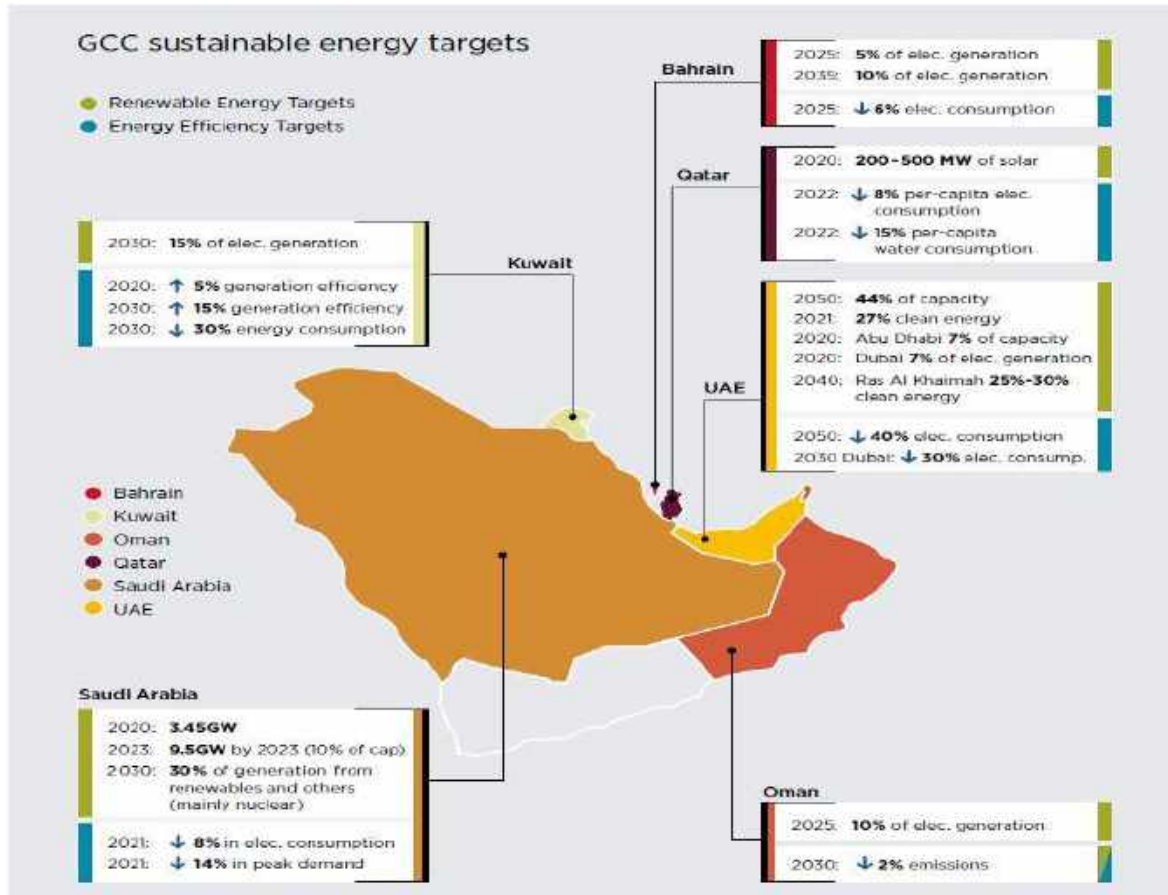 GCC sustainable energy targets
Renewable Energy Targets
Energy Efficiency Targets
Bahrain
2025: 5% of elec. generation
2035: 10% of elec. generation
2025: ↓ 6% elec. consumption
Qatar
2020: 200-500 MW of solar
2022: ↓ 8% per-capita elec.
consumption
2022: ↓ 15% per-capita
water consumption
Kuwait
2030: 15% of elec. generation
2020: ↑ 5% generation efficiency
2030: ↑ 15% generation efficiency
2030: ↓ 30% energy consumption
UAE
2050: 44% of capacity
2021: 27% clean energy
2020: Abu Dhabi 7% of capacity
2020: Dubai 7% of elec. generation
2040: Ras Al Khaimah 25%-30%
clean energy
2050: ↓ 40% elec. consumption
2030 Dubai: ↓ 30% elec. consump.
Bahrain
Kuwait
Oman
Qatar
Saudi Arabia
UAE
Saudi Arabia
2020: 3.45GW
2023: 9.5GW by 2023 (10% of cap)
2030: 30% of generation from
renewables and others
(mainly nuclear)
2021: ↓ 8% in elec. consumption
2021: ↓ 14% in peak demand
Oman
2025: 10% of elec. generation
2030: ↓ 2% emissions